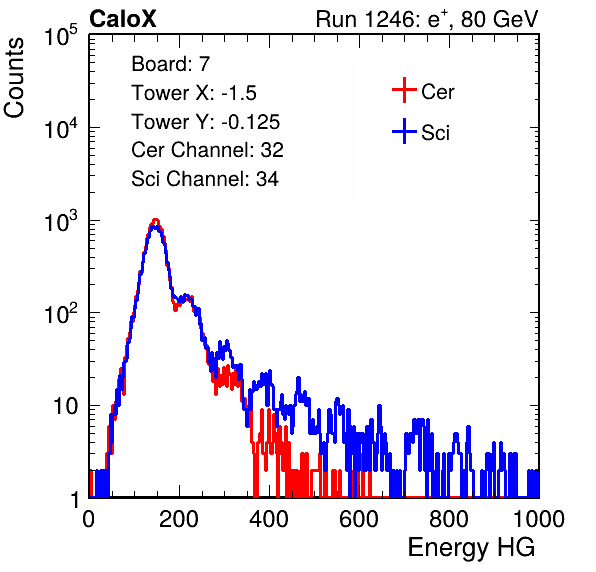 CaloX Run 1246: e⁺, 80 GeV
Counts
10⁵
10⁴
10³
10²
10
1
Board: 7
Tower X: -1.5
Tower Y: -0.125
Cer Channel: 32
Sci Channel: 34
Cer
Sci
0 200 400 600 800 1000
Energy HG